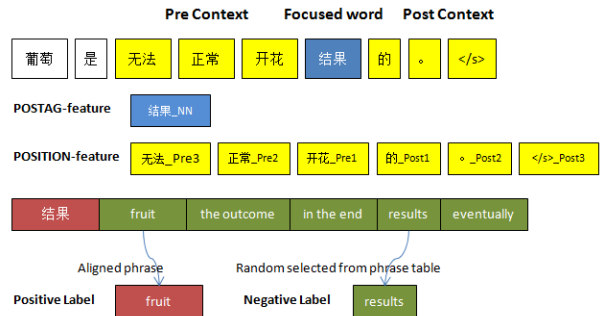 Pre Context Focused word Post Context
葡萄 是 无法 正常 开花 结果 的 。 </s>
POSTAG-feature
结果_NN
POSITION-feature
无法_Pre3 正常_Pre2 开花_Pre1 的_Post1 。_Post2 </s>_Post3
结果 fruit the outcome in the end results eventually
Aligned phrase Random selected from phrase table
Positive Label fruit Negative Label results